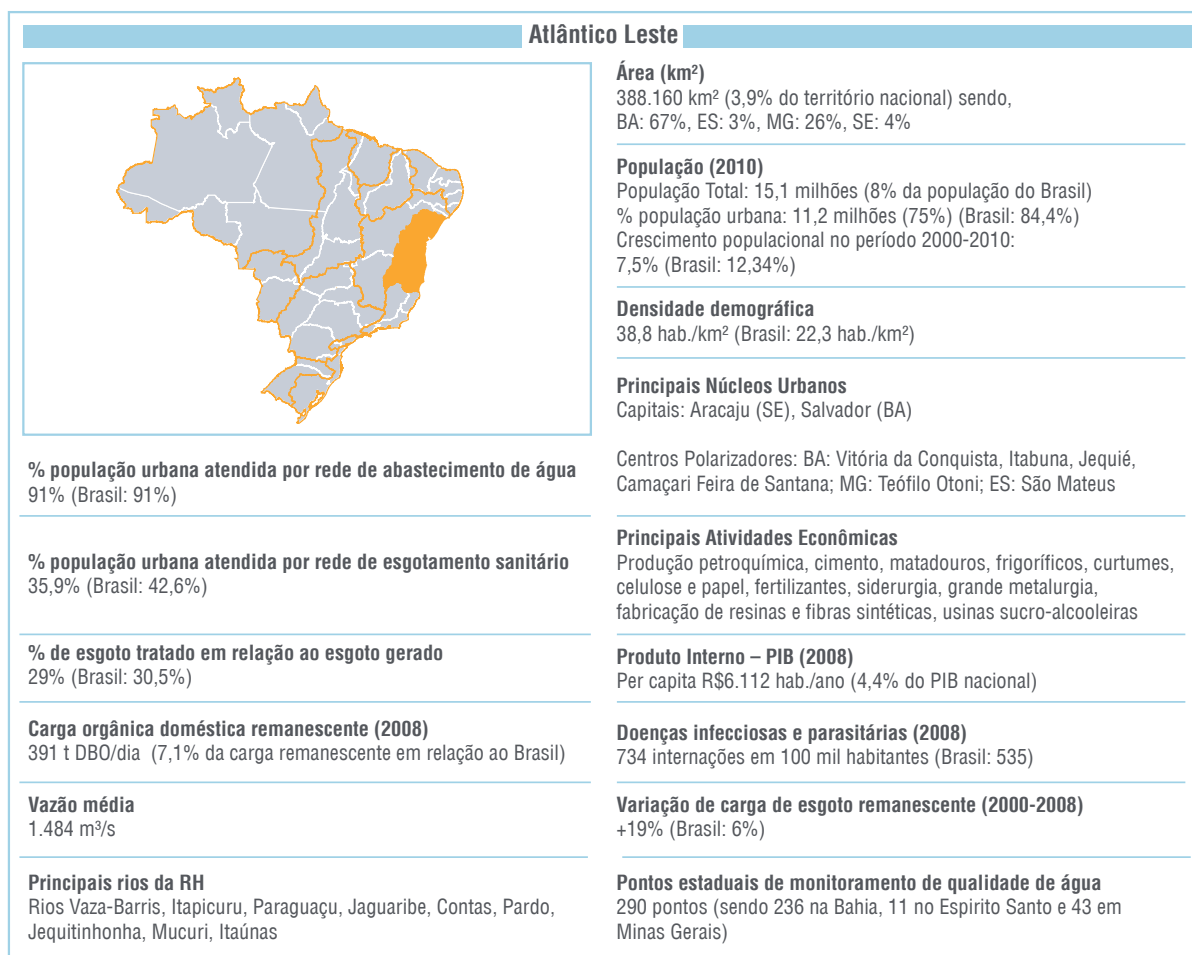 Atlântico Leste
Área (km²)
388.160 km² (3,9% do território nacional) sendo,
BA: 67%, ES: 3%, MG: 26%, SE: 4%
População (2010)
População Total: 15,1 milhões (8% da população do Brasil)
% população urbana: 11,2 milhões (75%) (Brasil: 84,4%)
Crescimento populacional no período 2000-2010:
7,5% (Brasil: 12,34%)
Densidade demográfica
38,8 hab./km² (Brasil: 22,3 hab./km²)
Principais Núcleos Urbanos
Capitais: Aracaju (SE), Salvador (BA)
Centros Polarizadores: BA: Vitória da Conquista, Itabuna, Jequié,
Camaçari Feira de Santana; MG: Teófilo Otoni; ES: São Mateus
% população urbana atendida por rede de abastecimento de água
91% (Brasil: 91%)
% população urbana atendida por rede de esgotamento sanitário
35,9% (Brasil: 42,6%)
Principais Atividades Econômicas
Produção petroquímica, cimento, matadouros, frigoríficos, curtumes,
celulose e papel, fertilizantes, siderurgia, grande metalurgia,
fabricação de resinas e fibras sintéticas, usinas sucro-alcooleiras
% de esgoto tratado em relação ao esgoto gerado
29% (Brasil: 30,5%)
Produto Interno – PIB (2008)
Per capita R$6.112 hab./ano (4,4% do PIB nacional)
Carga orgânica doméstica remanescente (2008)
391 t DBO/dia (7,1% da carga remanescente em relação ao Brasil)
Doenças infecciosas e parasitárias (2008)
734 internações em 100 mil habitantes (Brasil: 535)
Vazão média
1.484 m³/s
Variação de carga de esgoto remanescente (2000-2008)
+19% (Brasil: 6%)
Principais rios da RH
Rios Vaza-Barris, Itapicuru, Paraguaçu, Jaguaribe, Contas, Pardo,
Jequitinhonha, Mucuri, Itaúnas
Pontos estaduais de monitoramento de qualidade de água
290 pontos (sendo 236 na Bahia, 11 no Espirito Santo e 43 em
Minas Gerais)